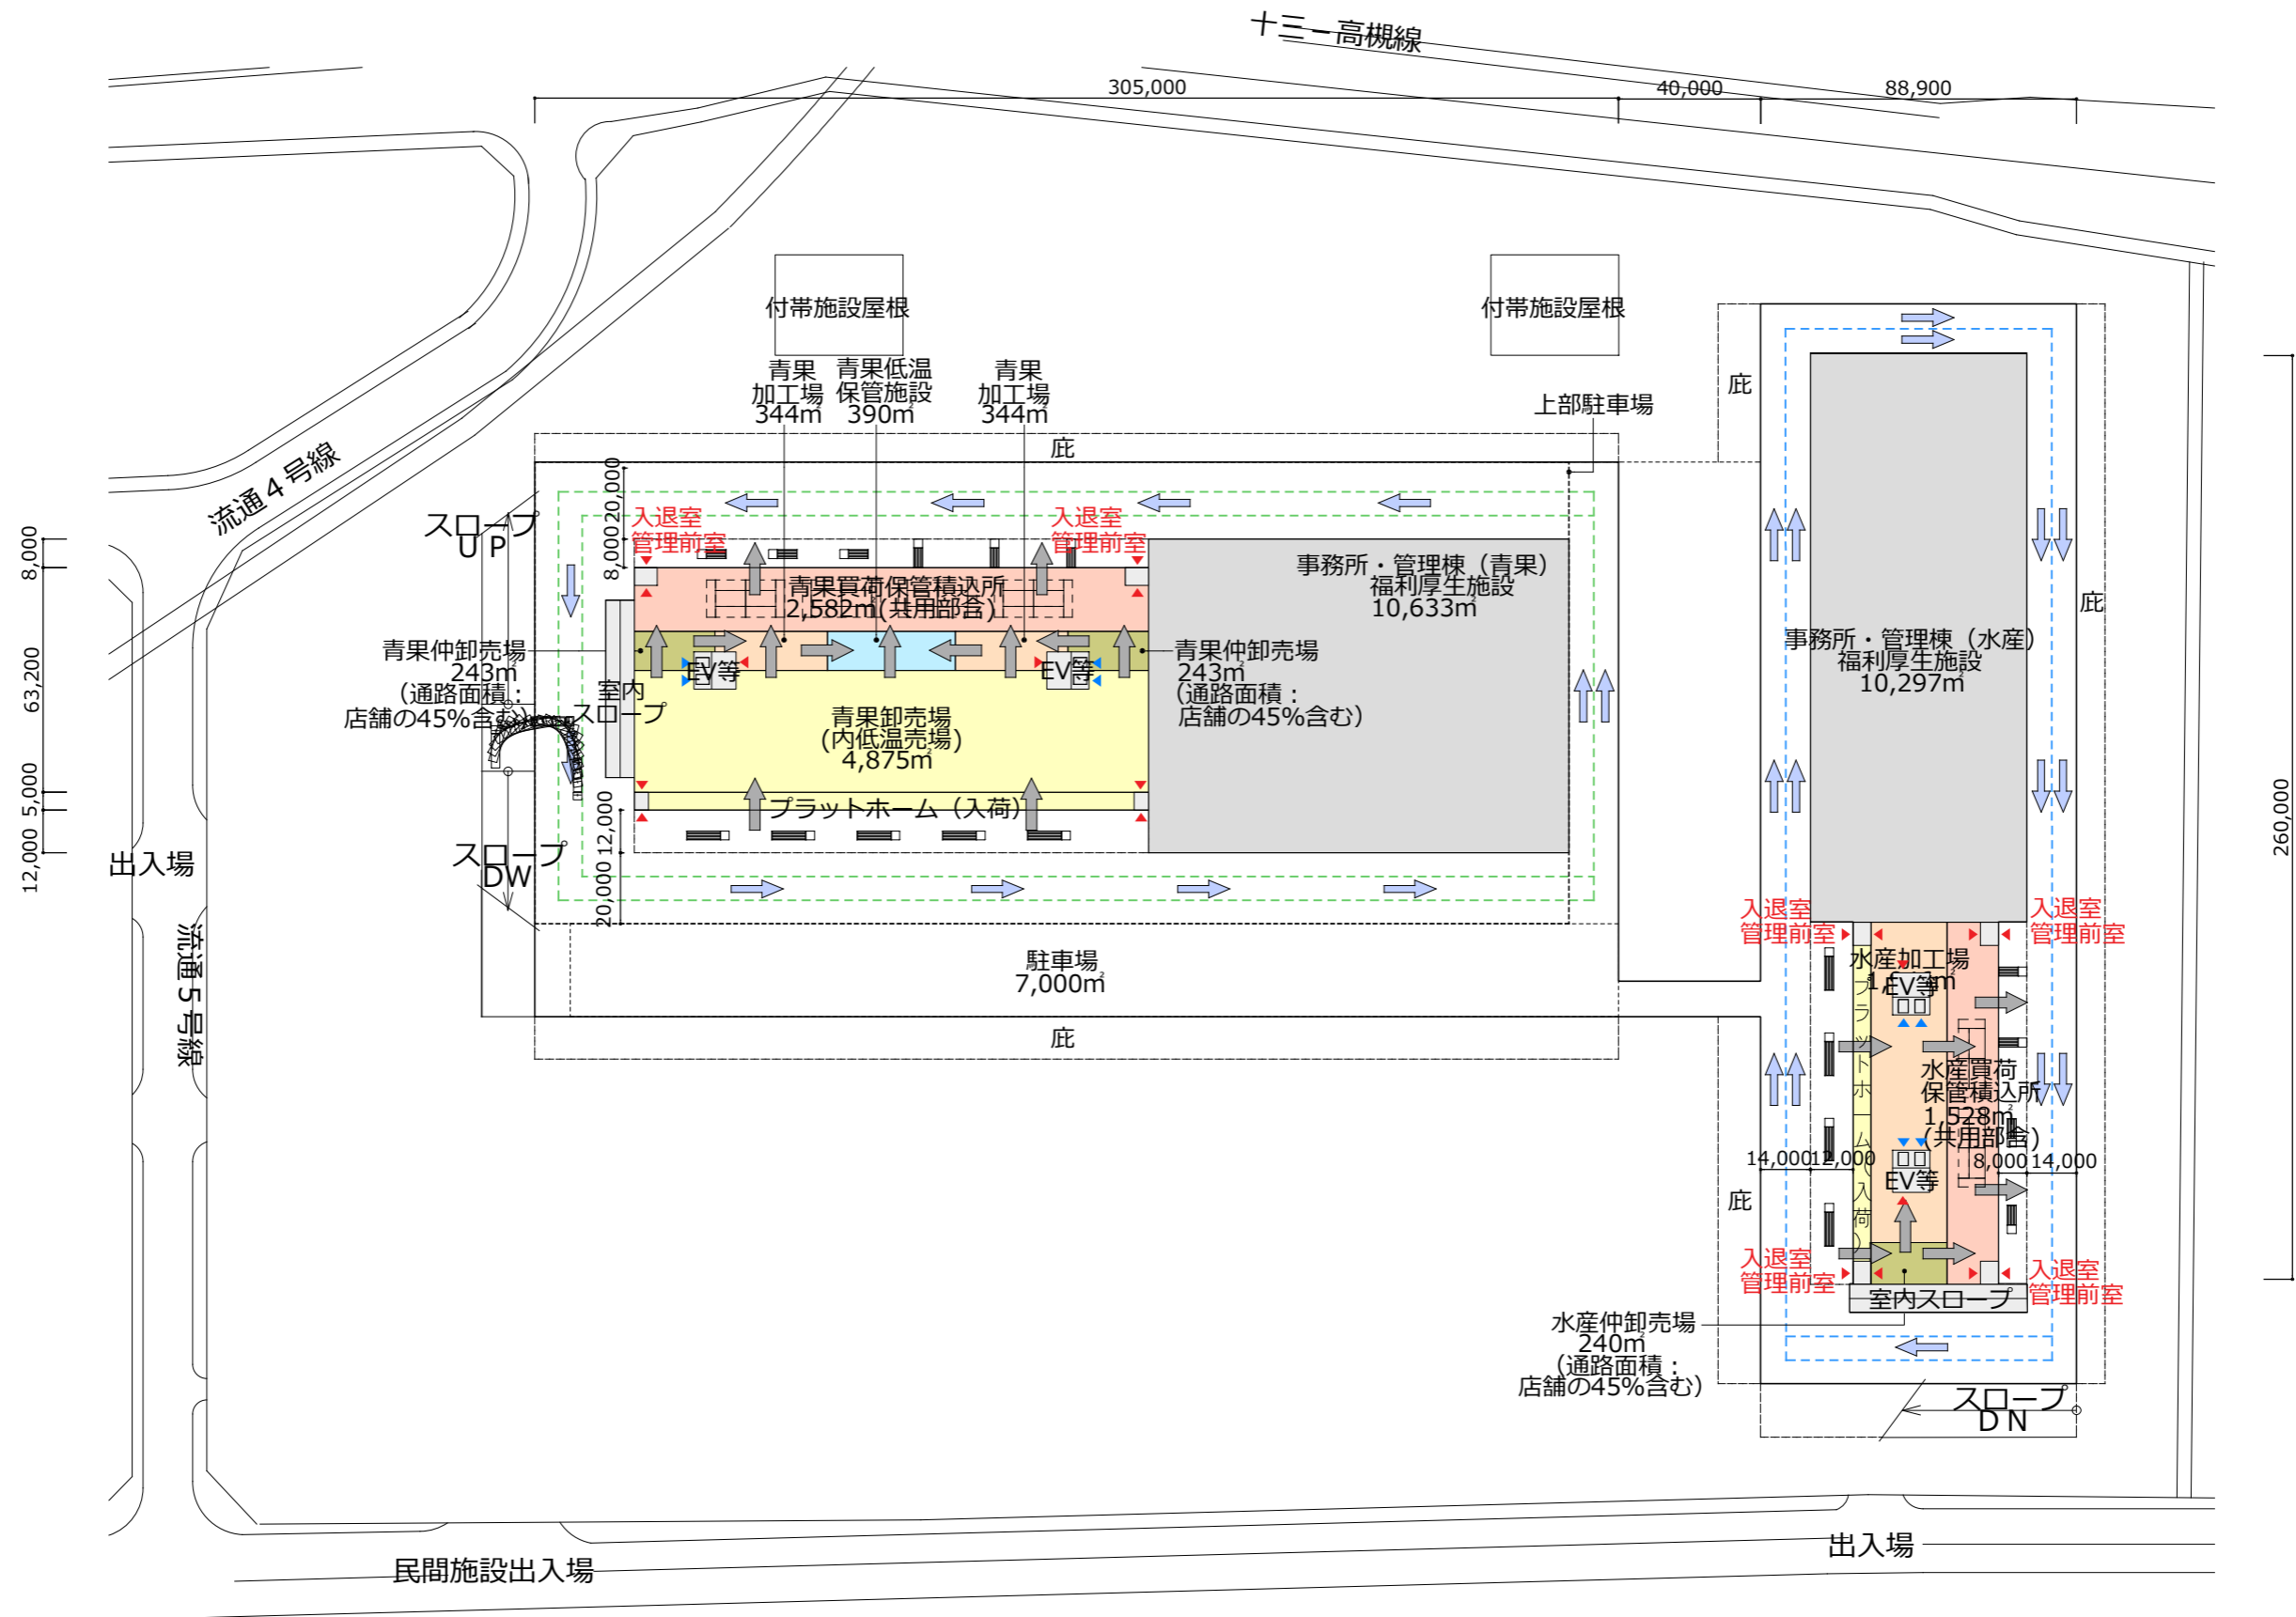 十三ー高槻線
305,000
40,000
88,900
付帯施設屋根
付帯施設屋根
青果
加工場
344㎡
青果低温
保管施設
390㎡
青果
加工場
344㎡
上部駐車場
庇
庇
庇
流通４号線
スロープ
ＵＰ
20,000
8,000
入退室
管理前室
入退室
管理前室
事務所・管理棟（青果）
福利厚生施設
10,633㎡
青果買荷保管積込所
2,582㎡(共用部含)
事務所・管理棟（水産）
福利厚生施設
10,297㎡
青果仲卸売場
243㎡
（通路面積：
店舗の45%含む）
EV等
EV等
青果仲卸売場
243㎡
（通路面積：
店舗の45%含む）
室内
スロープ
青果卸売場
(内低温売場)
4,875㎡
プラットホーム（入荷）
8,000
63,200
5,000
12,000
260,000
12,000
20,000
スロープ
DW
出入場
流通５号線
駐車場
7,000㎡
庇
入退室
管理前室
入退室
管理前室
水産加工場
EV等
プラットホーム（入荷）
水産買荷
保管積込所
1,528㎡
(共用部含)
14,000
12,000
8,000
14,000
EV等
庇
入退室
管理前室
入退室
管理前室
室内スロープ
水産仲卸売場
240㎡
（通路面積：
店舗の45%含む）
スロープ
ＤＮ
出入場
民間施設出入場